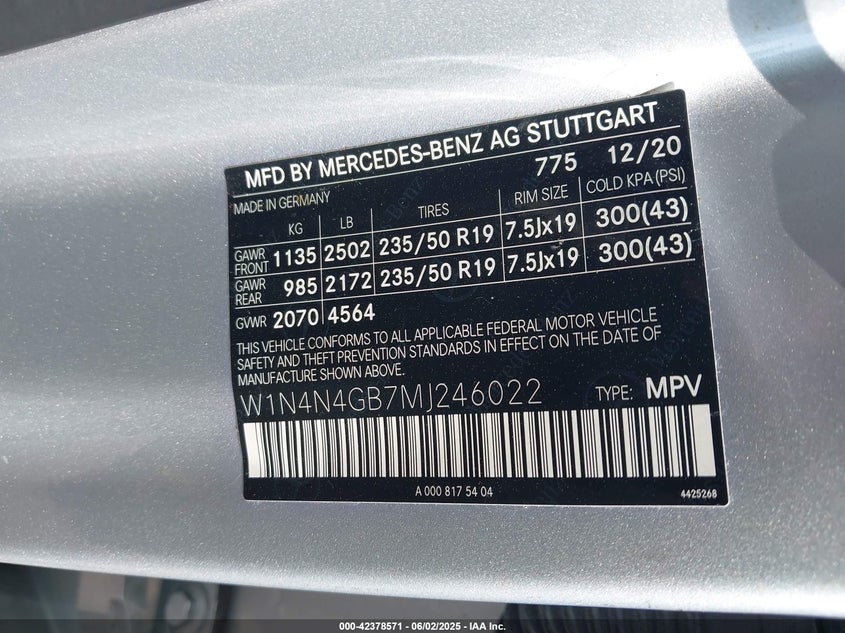 MFD BY MERCEDES-BENZ AG STUTTGART
MADE IN GERMANY 775 12/20
KG LB TIRES RIM SIZE COLD KPA (PSI)
GAWR FRONT 1135 2502 235/50 R19 7.5Jx19 300(43)
GAWR REAR 985 2172 235/50 R19 7.5Jx19 300(43)
GVWR 2070 4564
THIS VEHICLE CONFORMS TO ALL APPLICABLE FEDERAL MOTOR VEHICLE
SAFETY AND THEFT PREVENTION STANDARDS IN EFFECT ON THE DATE OF
MANUFACTURE SHOWN ABOVE.
W1N4N4GB7MJ246022 TYPE: MPV
A 000 817 54 04 4425268
000-42378571 - 06/02/2025 - IAA Inc.